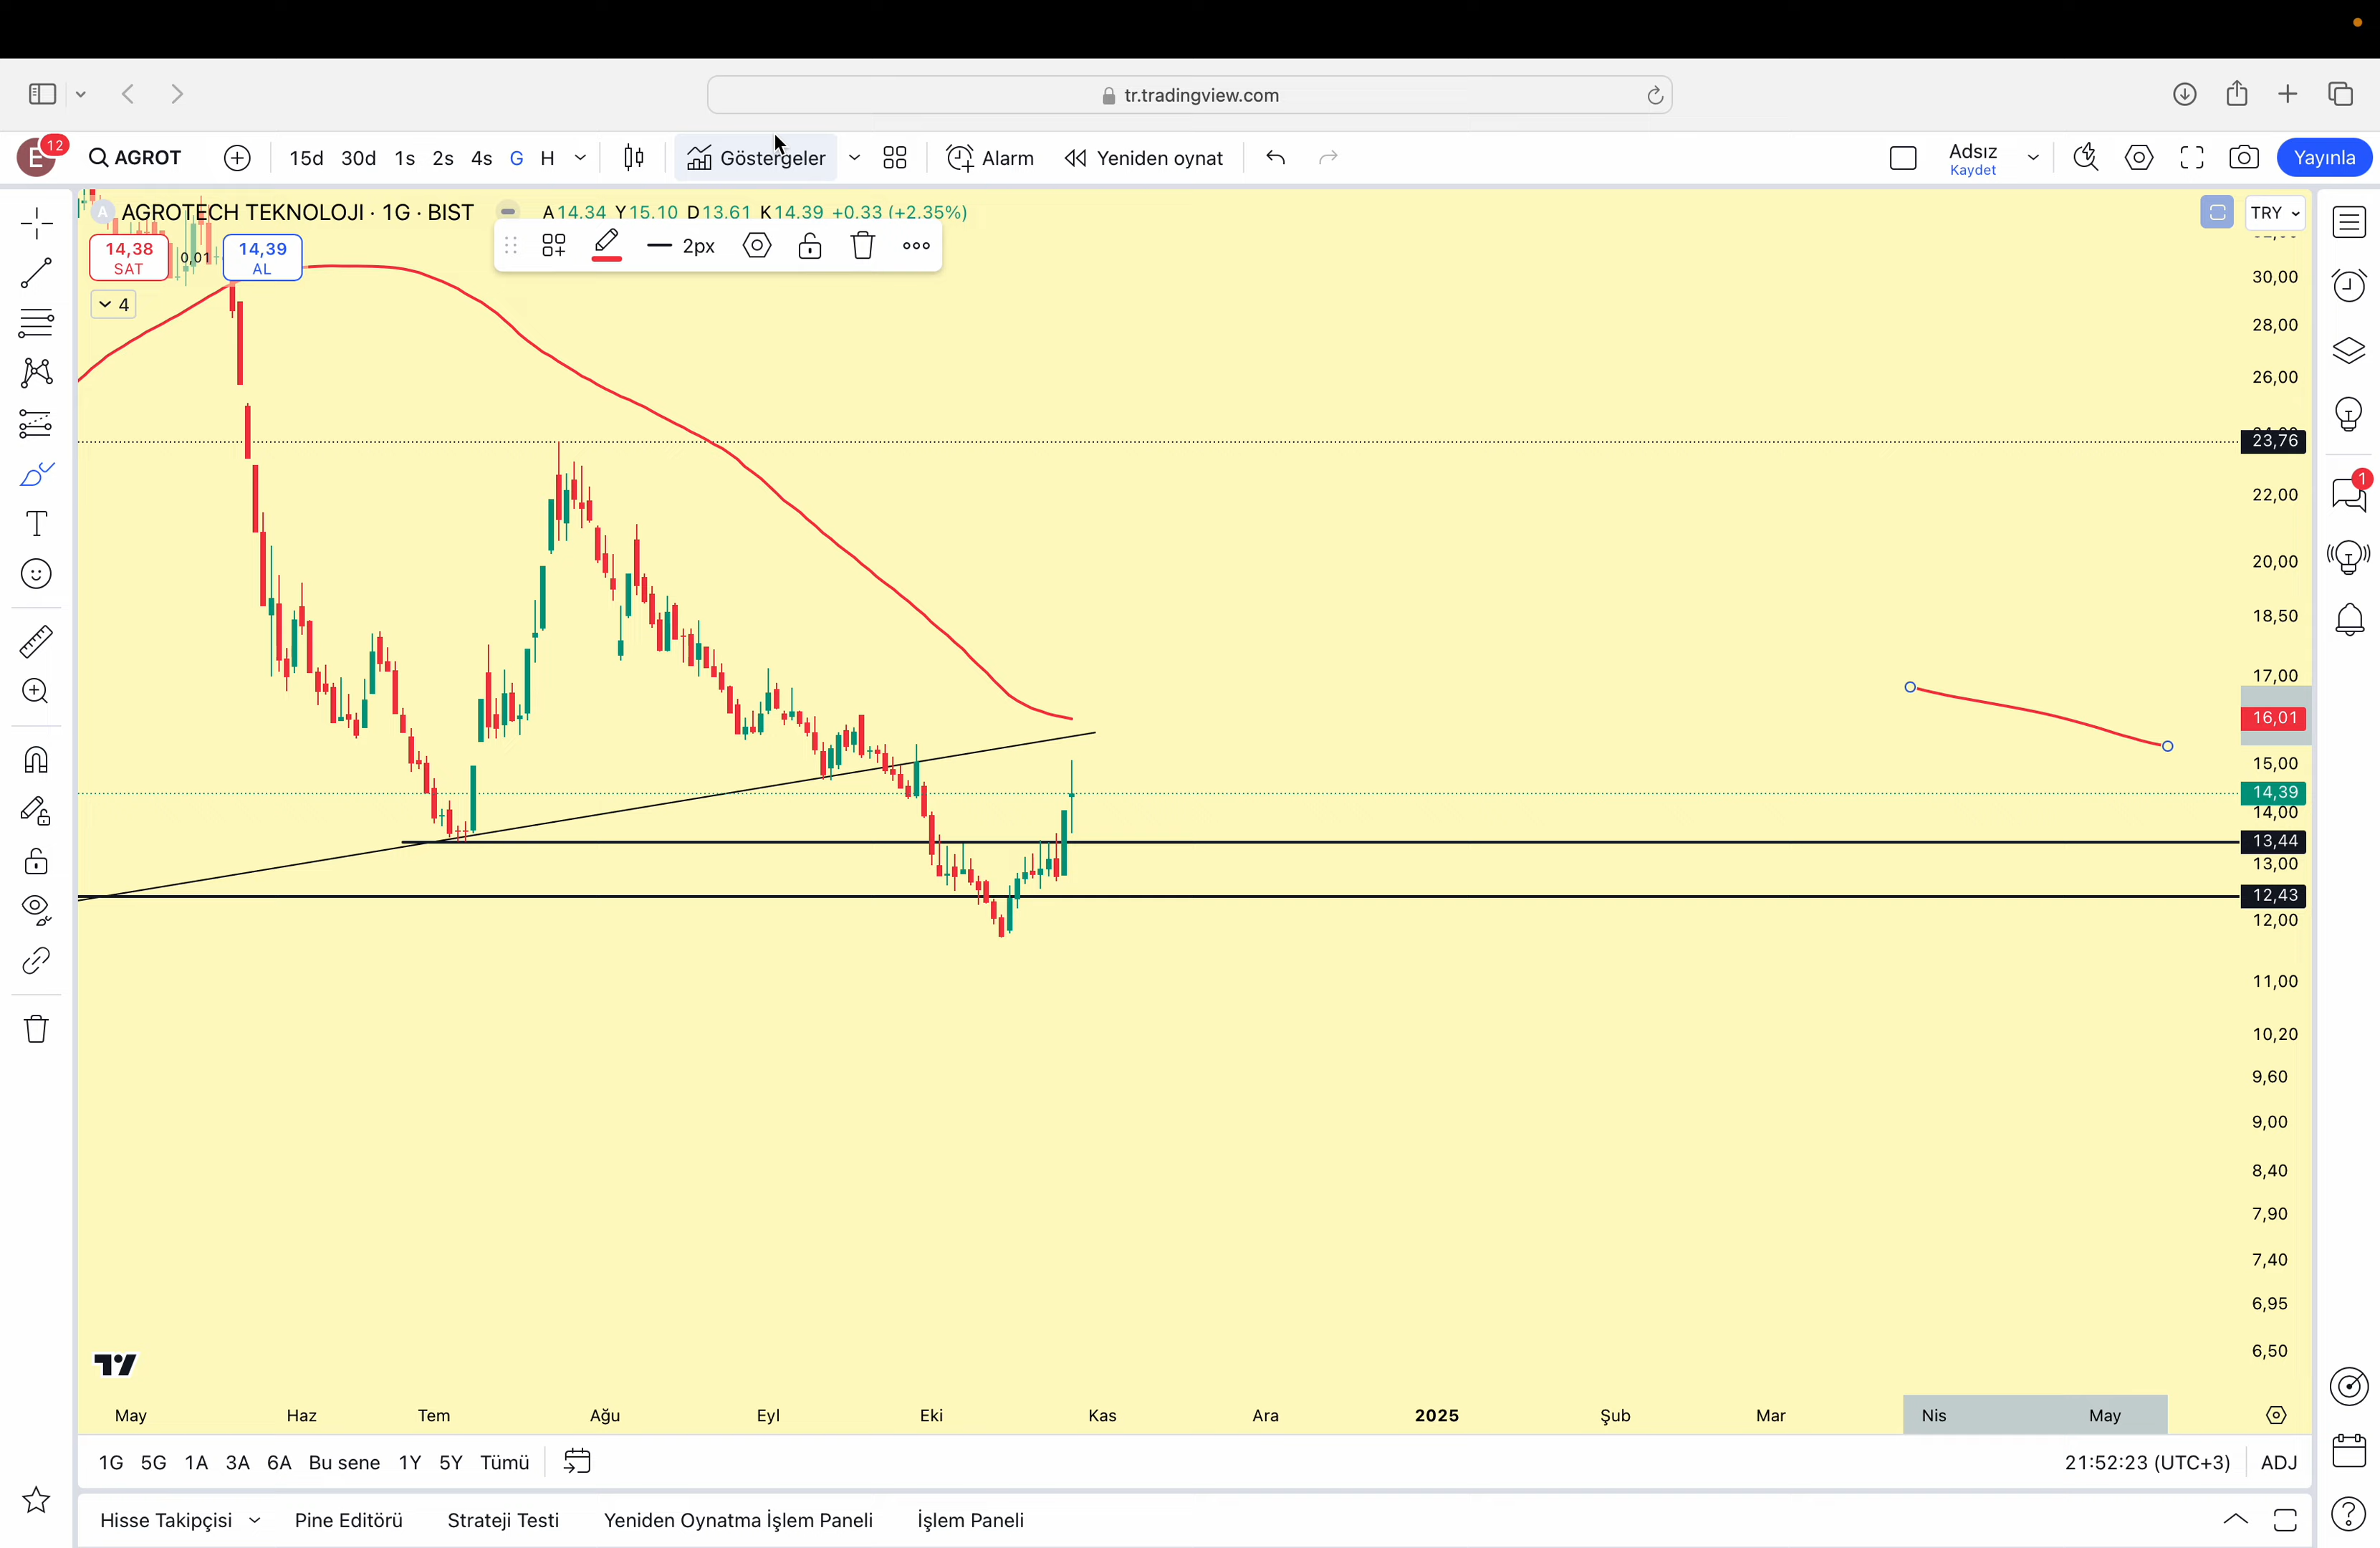 tr.tradingview.com
E 12 AGROT 15d 30d 1s 2s 4s G H Göstergeler Alarm Yeniden oynat Adsız Kaydet Yayınla
A AGROTECH TEKNOLOJI · 1G · BIST A14.34 Y15.10 D13.61 K14.39 +0.33 (+2.35%)
TRY
14,38 SAT
0,01
14,39 AL
2px
4
30,00
28,00
26,00
23,76
22,00
20,00
18,50
17,00
16,01
15,00
14,39
14,00
13,44
13,00
12,43
12,00
11,00
10,20
9,60
9,00
8,40
7,90
7,40
6,95
6,50
1
May Haz Tem Ağu Eyl Eki Kas Ara 2025 Şub Mar Nis May
1G 5G 1A 3A 6A Bu sene 1Y 5Y Tümü 21:52:23 (UTC+3) ADJ
Hisse Takipçisi Pine Editörü Strateji Testi Yeniden Oynatma İşlem Paneli İşlem Paneli